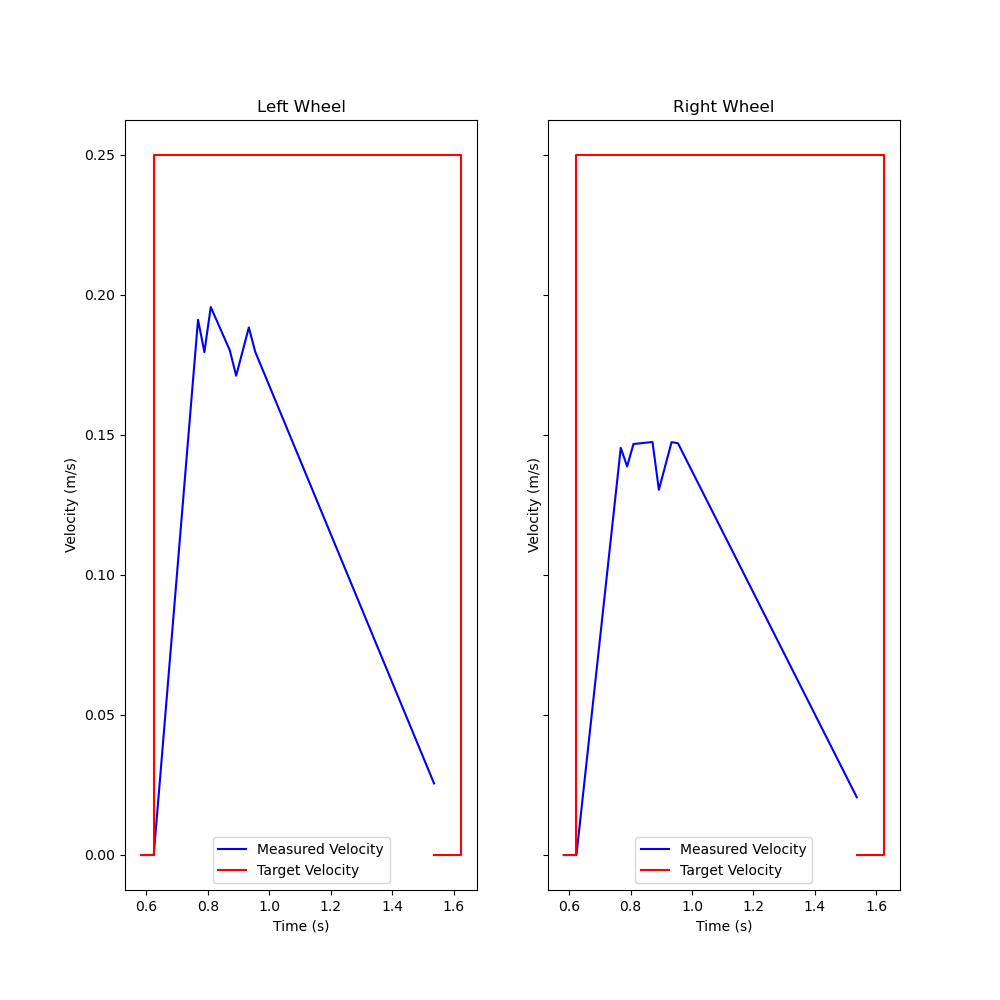 Left Wheel
Velocity (m/s)
0.25
0.20
0.15
0.10
0.05
0.00
0.6 0.8 1.0 1.2 1.4 1.6
Time (s)
Measured Velocity
Target Velocity
Right Wheel
Velocity (m/s)
0.6 0.8 1.0 1.2 1.4 1.6
Time (s)
Measured Velocity
Target Velocity